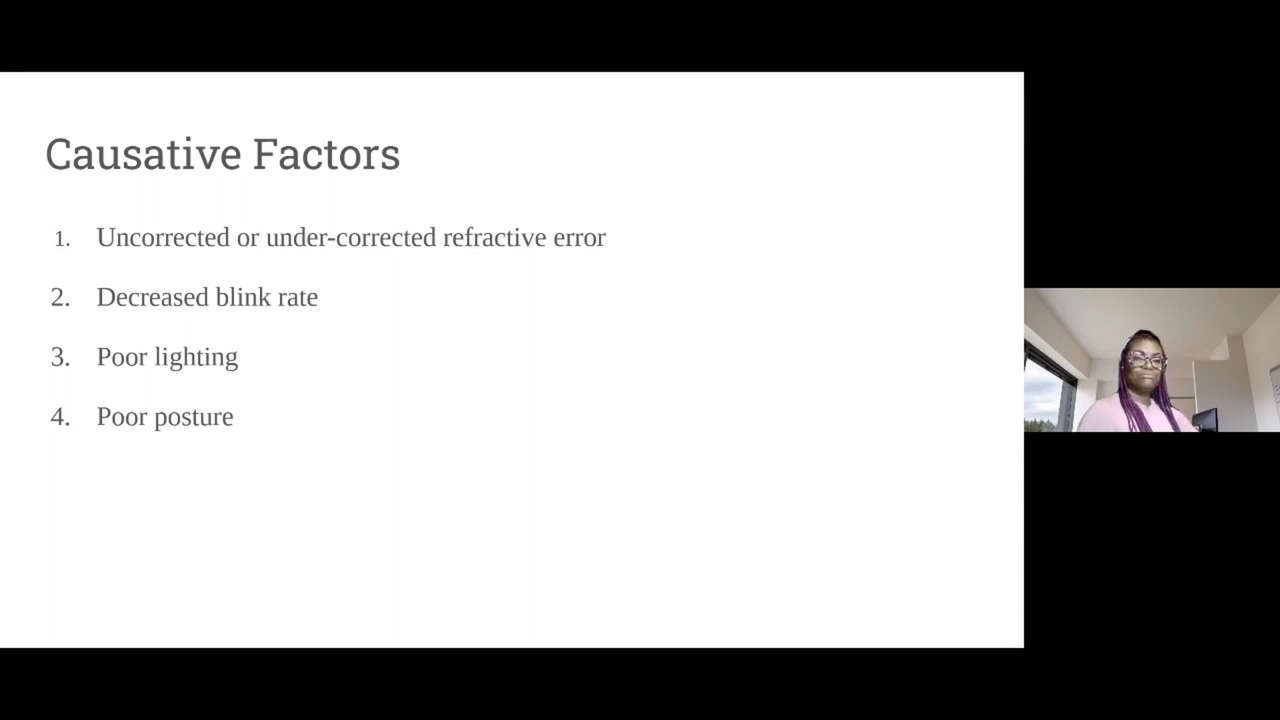 Causative Factors
1. Uncorrected or under-corrected refractive error
2. Decreased blink rate
3. Poor lighting
4. Poor posture